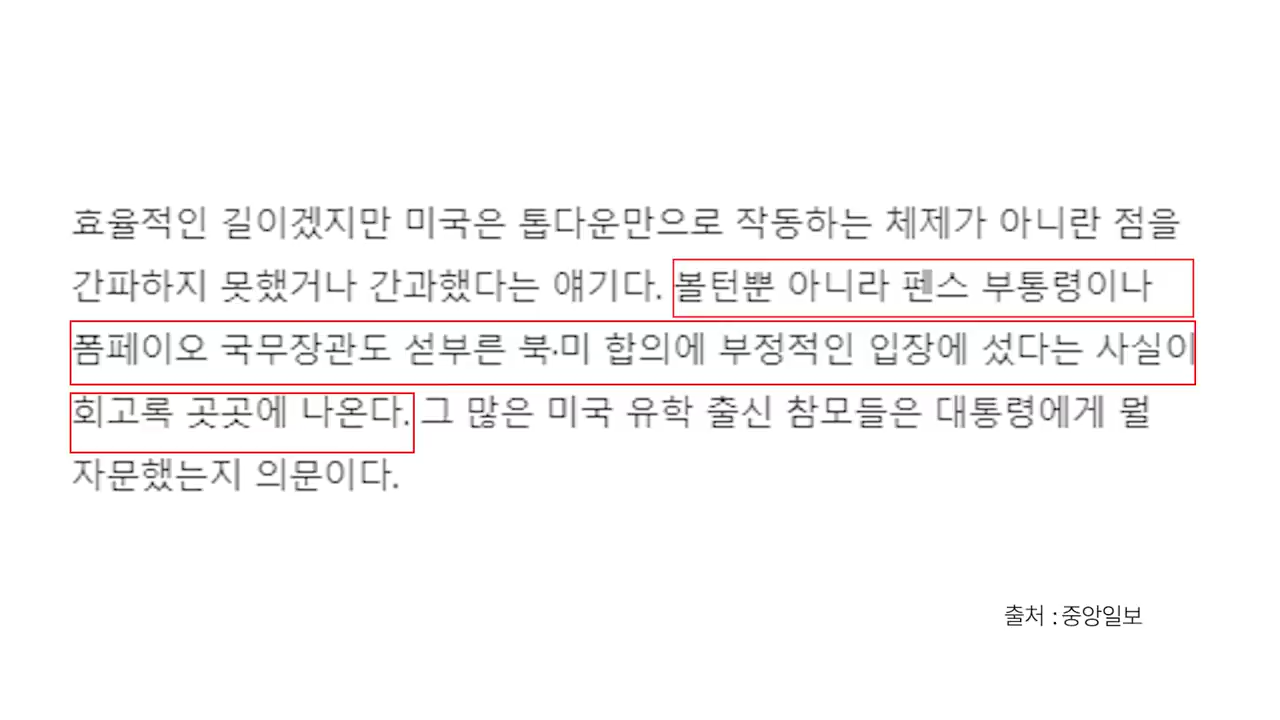 효율적인 길이겠지만 미국은 톱다운만으로 작동하는 체제가 아니란 점을
간파하지 못했거나 간과했다는 얘기다. 볼턴뿐 아니라 펜스 부통령이나
폼페이오 국무장관도 섣부른 북·미 합의에 부정적인 입장에 섰다는 사실이
회고록 곳곳에 나온다. 그 많은 미국 유학 출신 참모들은 대통령에게 뭘
자문했는지 의문이다.
출처 : 중앙일보